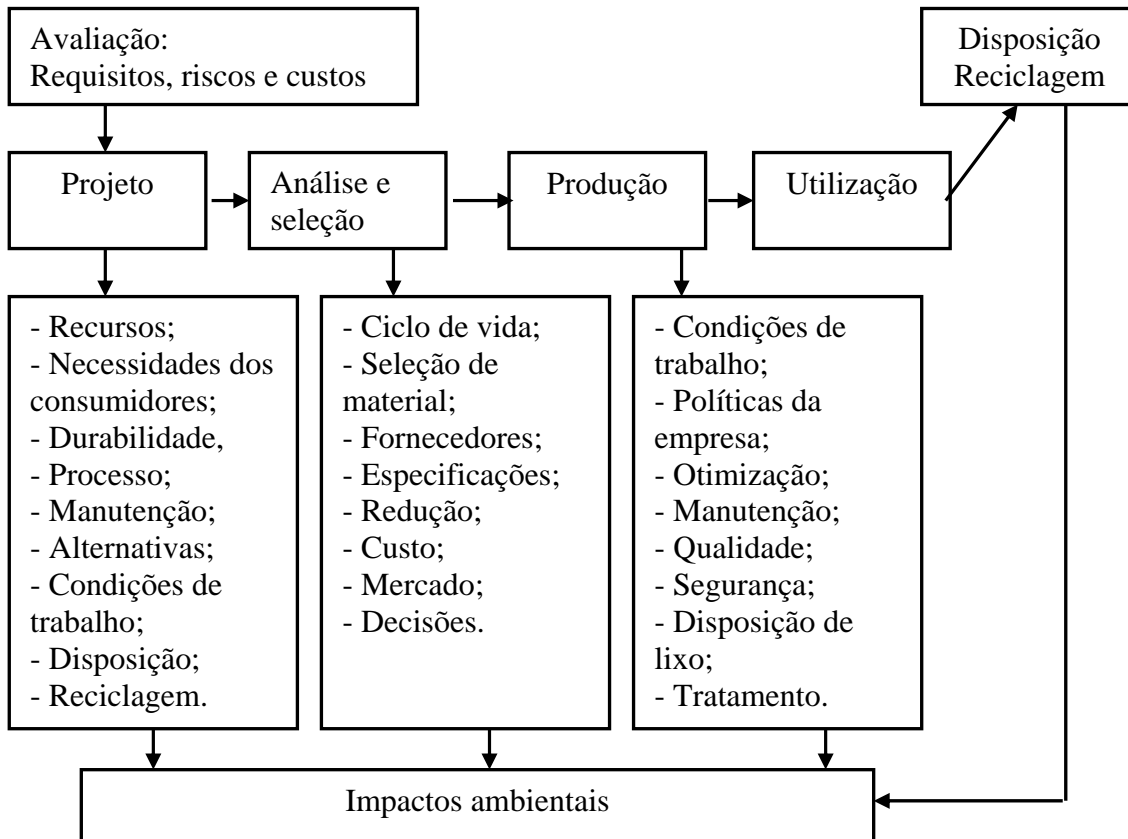 Avaliação:
Requisitos, riscos e custos
Disposição
Reciclagem
Projeto
Análise e
seleção
Produção
Utilização
- Recursos;
- Necessidades dos
consumidores;
- Durabilidade,
- Processo;
- Manutenção;
- Alternativas;
- Condições de
trabalho;
- Disposição;
- Reciclagem.
- Ciclo de vida;
- Seleção de
material;
- Fornecedores;
- Especificações;
- Redução;
- Custo;
- Mercado;
- Decisões.
- Condições de
trabalho;
- Políticas da
empresa;
- Otimização;
- Manutenção;
- Qualidade;
- Segurança;
- Disposição de
lixo;
- Tratamento.
Impactos ambientais